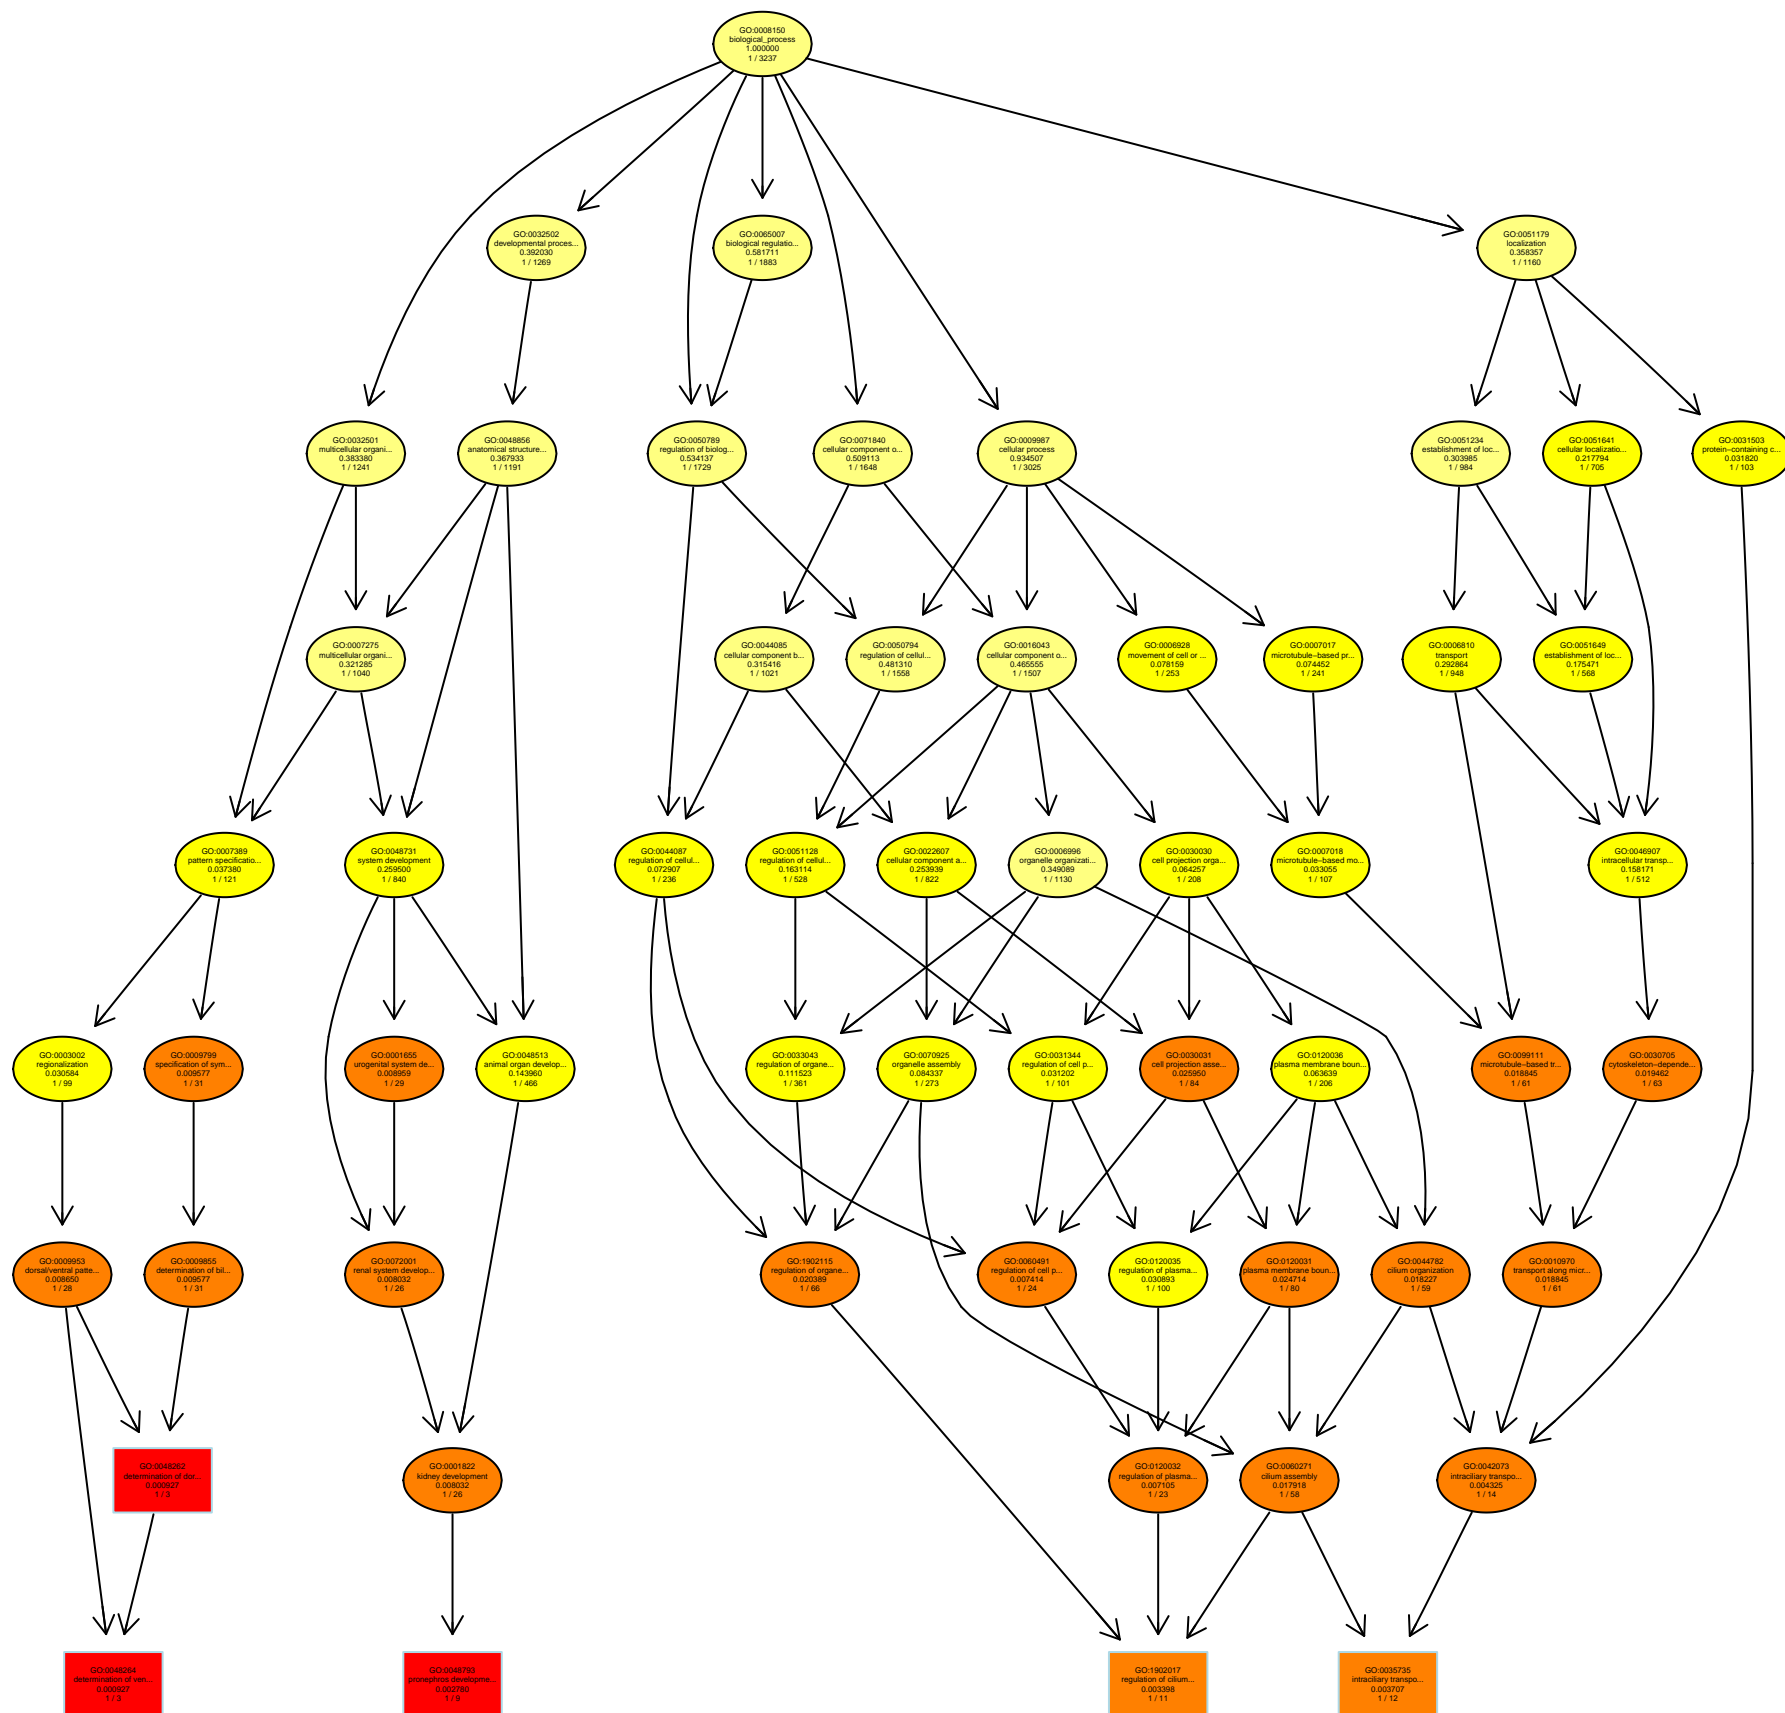 GO:0008150
biological_process
1.000000
1 / 3237
GO:0032502
developmental proces...
0.392030
1 / 1269
GO:0065007
biological regulatio...
0.581711
1 / 1883
GO:0051179
localization
0.358357
1 / 1160
GO:0032501
multicellular organi...
0.383380
1 / 1241
GO:0048856
anatomical structure...
0.367933
1 / 1191
GO:0050789
regulation of biolog...
0.534137
1 / 1729
GO:0071840
cellular component o...
0.509113
1 / 1648
GO:0009987
cellular process
0.934507
1 / 3025
GO:0051234
establishment of loc...
0.303985
1 / 984
GO:0051641
cellular localizatio...
0.217794
1 / 705
GO:0031503
protein−containing c...
0.031820
1 / 103
GO:0007275
multicellular organi...
0.321285
1 / 1040
GO:0044085
cellular component b...
0.315416
1 / 1021
GO:0050794
regulation of cellul...
0.481310
1 / 1558
GO:0016043
cellular component o...
0.465555
1 / 1507
GO:0006928
movement of cell or ...
0.078159
1 / 253
GO:0007017
microtubule−based pr...
0.074452
1 / 241
GO:0006810
transport
0.292864
1 / 948
GO:0051649
establishment of loc...
0.175471
1 / 568
GO:0007389
pattern specificatio...
0.037380
1 / 121
GO:0048731
system development
0.259500
1 / 840
GO:0044087
regulation of cellul...
0.072907
1 / 236
GO:0051128
regulation of cellul...
0.163114
1 / 528
GO:0022607
cellular component a...
0.253939
1 / 822
GO:0006996
organelle organizati...
0.349089
1 / 1130
GO:0030030
cell projection orga...
0.064257
1 / 208
GO:0007018
microtubule−based mo...
0.033055
1 / 107
GO:0046907
intracellular transp...
0.158171
1 / 512
GO:0003002
regionalization
0.030584
1 / 99
GO:0009799
specification of sym...
0.009577
1 / 31
GO:0001655
urogenital system de...
0.008959
1 / 29
GO:0048513
animal organ develop...
0.143960
1 / 466
GO:0033043
regulation of organe...
0.111523
1 / 361
GO:0070925
organelle assembly
0.084337
1 / 273
GO:0031344
regulation of cell p...
0.031202
1 / 101
GO:0030031
cell projection asse...
0.025950
1 / 84
GO:0120036
plasma membrane boun...
0.063639
1 / 206
GO:0099111
microtubule−based tr...
0.018845
1 / 61
GO:0030705
cytoskeleton−depende...
0.019462
1 / 63
GO:0009953
dorsal/ventral patte...
0.008650
1 / 28
GO:0009855
determination of bil...
0.009577
1 / 31
GO:0072001
renal system develop...
0.008032
1 / 26
GO:1902115
regulation of organe...
0.020389
1 / 66
GO:0060491
regulation of cell p...
0.007414
1 / 24
GO:0120035
regulation of plasma...
0.030893
1 / 100
GO:0120031
plasma membrane boun...
0.024714
1 / 80
GO:0044782
cilium organization
0.018227
1 / 59
GO:0010970
transport along micr...
0.018845
1 / 61
GO:0048262
determination of dor...
0.000927
1 / 3
GO:0001822
kidney development
0.008032
1 / 26
GO:0120032
regulation of plasma...
0.007105
1 / 23
GO:0060271
cilium assembly
0.017918
1 / 58
GO:0042073
intraciliary transpo...
0.004325
1 / 14
GO:0048264
determination of ven...
0.000927
1 / 3
GO:0048793
pronephros developme...
0.002780
1 / 9
GO:1902017
regulation of cilium...
0.003398
1 / 11
GO:0035735
intraciliary transpo...
0.003707
1 / 12